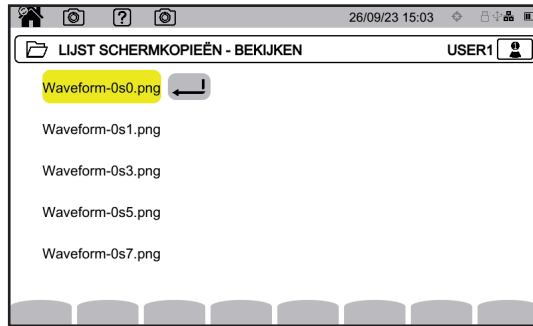 26/09/23 15:03
LIJST SCHERMKOPIEËN - BEKIJKEN USER1
Waveform-0s0.png
Waveform-0s1.png
Waveform-0s3.png
Waveform-0s5.png
Waveform-0s7.png